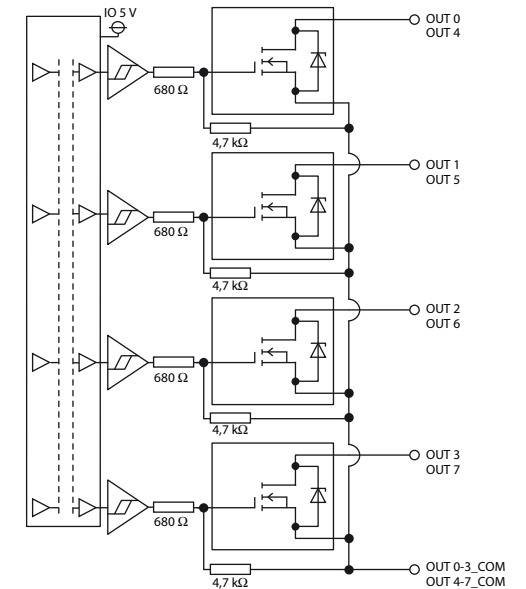 IO 5 V
OUT 0
OUT 4
680 Ω
4,7 kΩ
OUT 1
OUT 5
680 Ω
4,7 kΩ
OUT 2
OUT 6
680 Ω
4,7 kΩ
OUT 3
OUT 7
680 Ω
4,7 kΩ
OUT 0-3_COM
OUT 4-7_COM